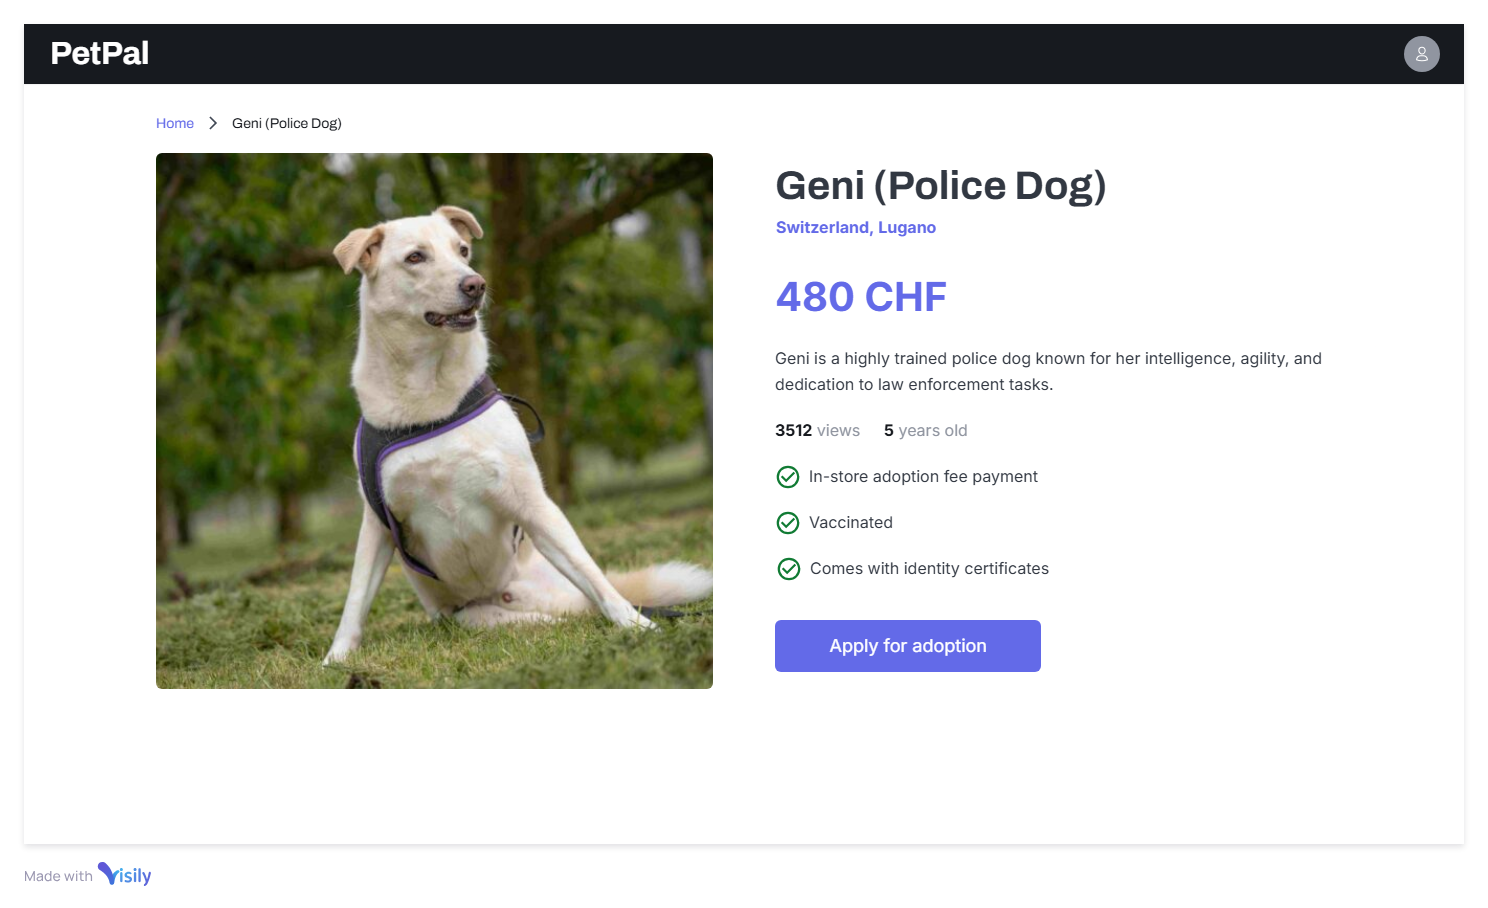 PetPal
Home
Geni (Police Dog)
Geni (Police Dog)
Switzerland, Lugano
480 CHF
Geni is a highly trained police dog known for her intelligence, agility, and
dedication to law enforcement tasks.
3512 views 5 years old
In-store adoption fee payment
Vaccinated
Comes with identity certificates
Apply for adoption
Made with Visily